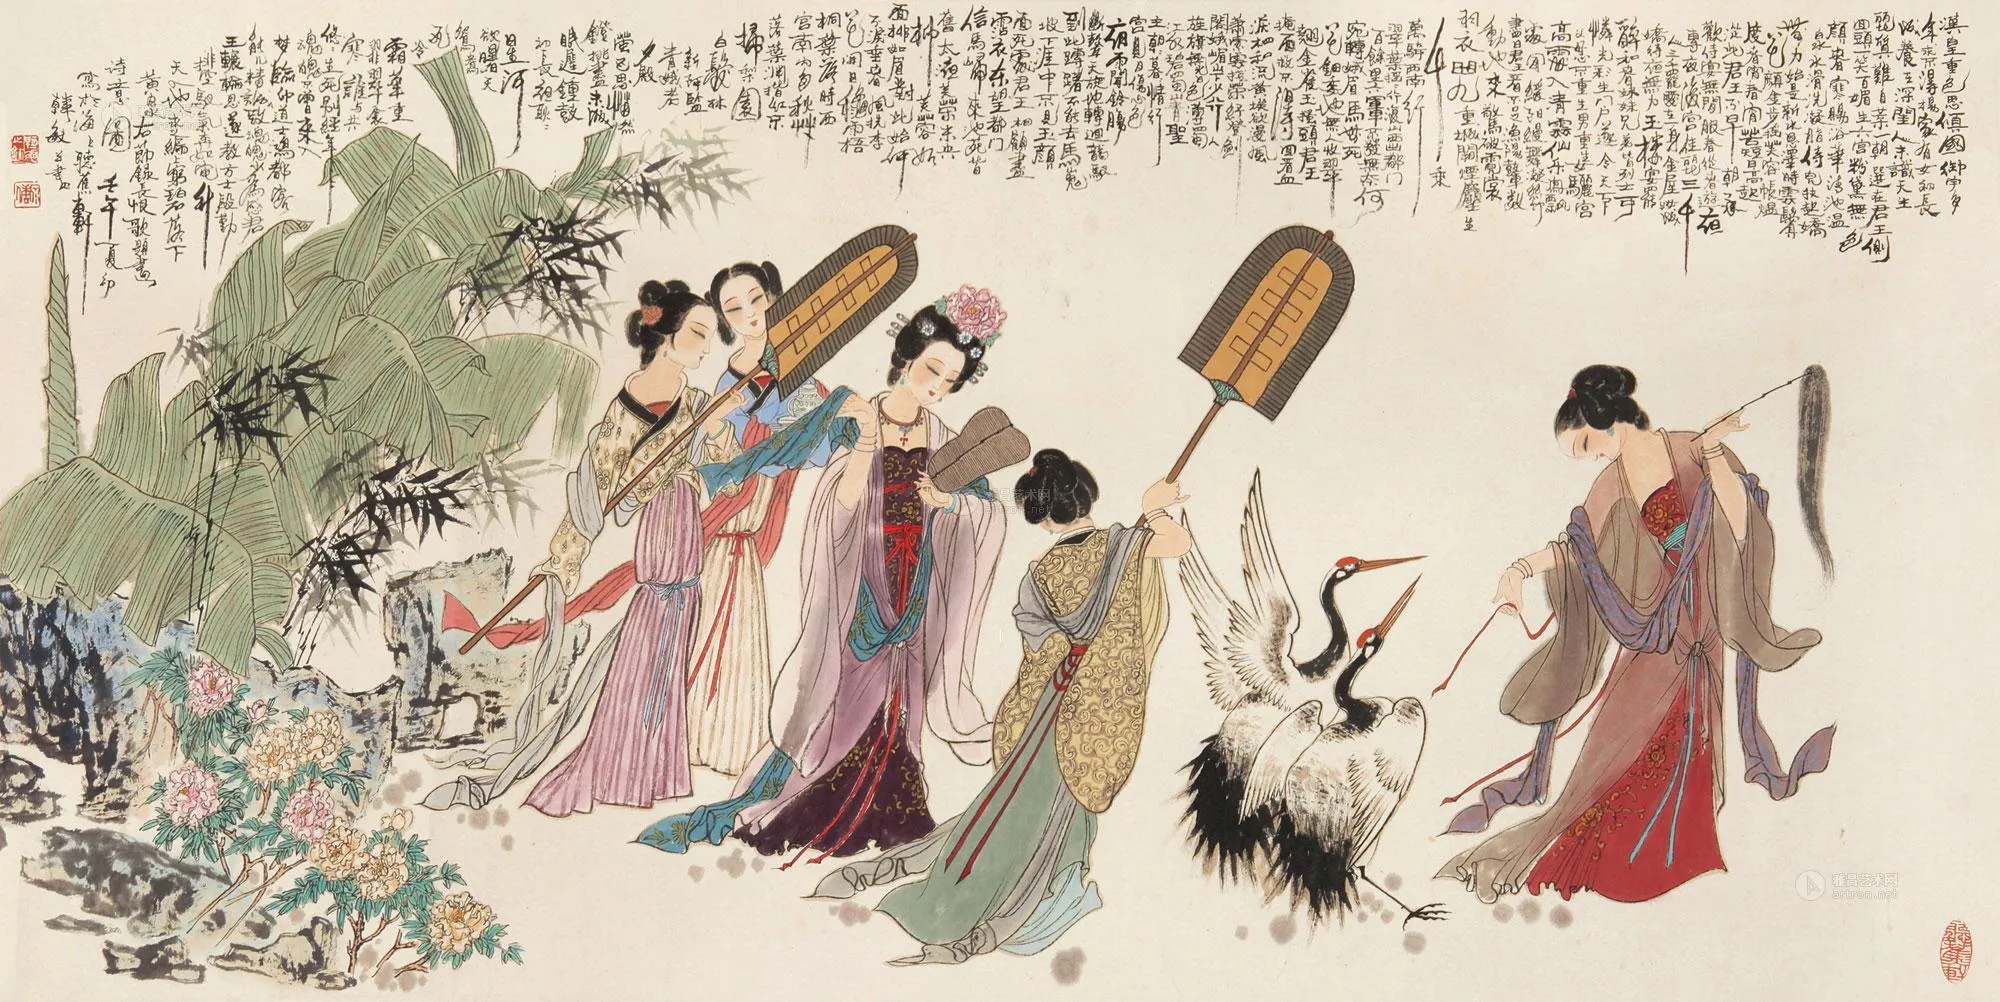 漢皇重色思傾國御宇多
年求不得楊家有女初長
成養在深閨人未識天生
麗質難自棄一朝選在君王側
回頭一笑百媚生六宮粉黛無
顏色春寒賜浴華清池溫
泉水滑洗凝脂侍兒扶起嬌
無力始是新承恩澤時雲鬢
花顏金步搖芙蓉帳煖
度春宵春宵苦短日高起
從此君王不早朝承
歡侍宴無閒暇春從春遊夜
專夜後宮佳麗三千
人三千寵愛在一身金屋妝成
嬌侍夜玉樓宴罷
醉和春姊妹兄弟皆列士可
憐光彩生門戶遂令天下
父母心不重生男重生女驪宮
高處入青雲仙樂風飄
處處聞緩歌慢舞凝絲竹
盡日君王看不足漁陽鼙鼓
動地來驚破霓裳
羽衣曲九重城闕煙塵生
千乘
萬騎西南行
翠華搖搖行復止西出都門
百餘里六軍不發無奈何
宛轉蛾眉馬前死
花鈿委地無人收翠
翹金雀玉搔頭君王
掩面救不得回看血
淚相和流黃埃散漫風
蕭索雲棧縈紆登劍
閣峨嵋山下少行人
旌旗無光日色薄蜀
江水碧蜀山青聖
主朝朝暮暮情行
宮見月傷心色
夜雨聞鈴腸
斷聲天旋地轉迴龍馭
到此躊躇不能去馬嵬
坡下泥土中不見玉顏
空死處君臣相顧盡
霑衣東望都門
信馬歸歸來池苑皆
舊太液芙蓉未央
柳芙蓉如
面柳如眉對此如何
不淚垂春風桃李
花開日秋雨梧
桐葉落時西
宮南內多秋草
落葉滿階紅不
掃梨園
白髮
椒房阿監
青娥老
夕殿
螢飛思悄然
燈挑盡未成
眠遲遲鐘鼓
初長夜耿耿
星河
欲曙天
鴛鴦
瓦冷
霜華重
翡翠衾
寒誰與共
悠悠生死別經年
魂魄不曾來入
夢臨邛道士鴻都客
能以精誠致魂魄為感君
王輾轉思遂教方士殷勤
排空馭氣奔如電升
天入地求之遍上窮碧落下
黃泉右節錄長恨歌題畫
詩意圖壬午夏印
寫於海上聽蕉軒
韓敏並書
雅昌艺术网
artron.net